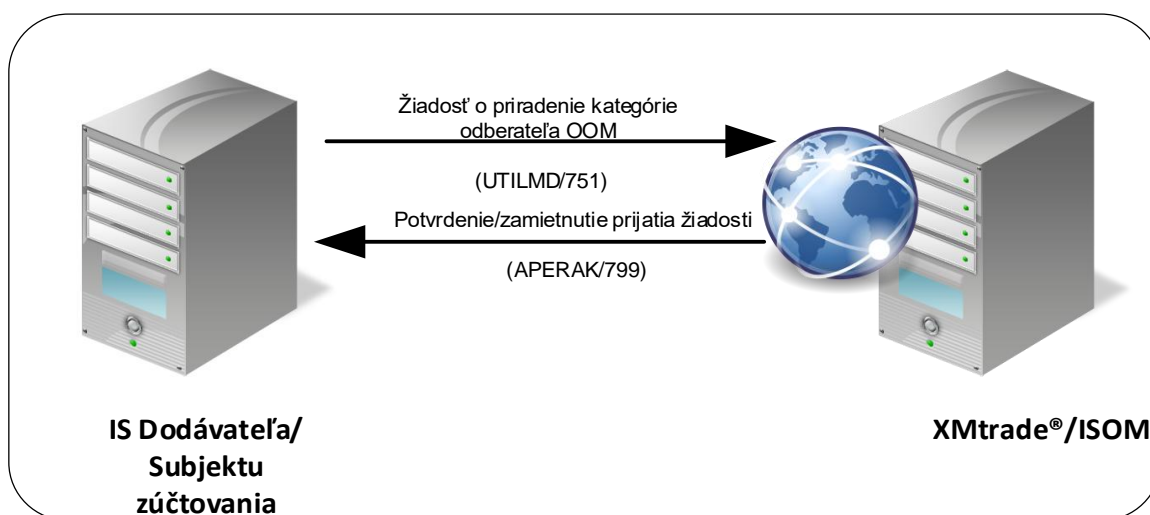 Žiadosť o priradenie kategórie
odberateľa OOM
(UTILMD/751)
Potvrdenie/zamietnutie prijatia žiadosti
(APERAK/799)
IS Dodávateľa/
Subjektu
zúčtovania
XMtrade®/ISOM